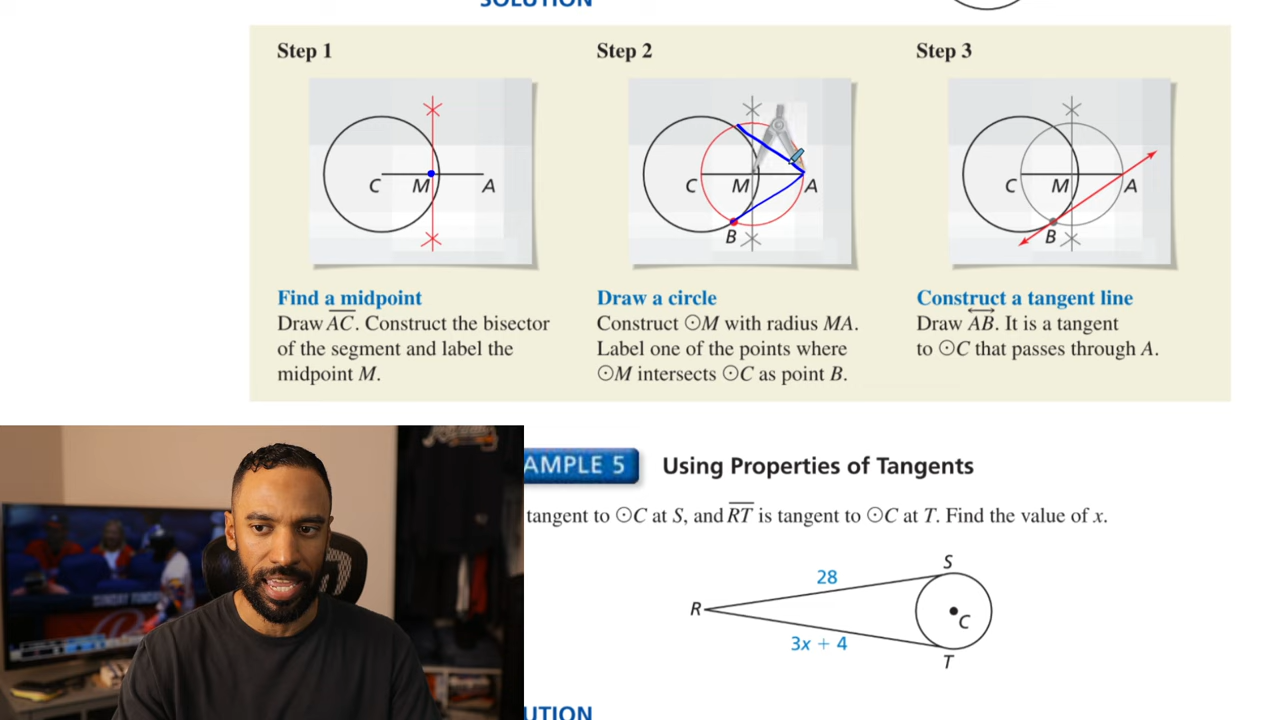 SOLUTION
Step 1
C M A
Find a midpoint
Draw AC. Construct the bisector
of the segment and label the
midpoint M.
Step 2
C M A
B
Draw a circle
Construct ⊙M with radius MA.
Label one of the points where
⊙M intersects ⊙C as point B.
Step 3
C M A
B
Construct a tangent line
Draw AB. It is a tangent
to ⊙C that passes through A.
AMPLE 5 Using Properties of Tangents
tangent to ⊙C at S, and RT is tangent to ⊙C at T. Find the value of x.
S
28
R
C
3x + 4
T
UTION